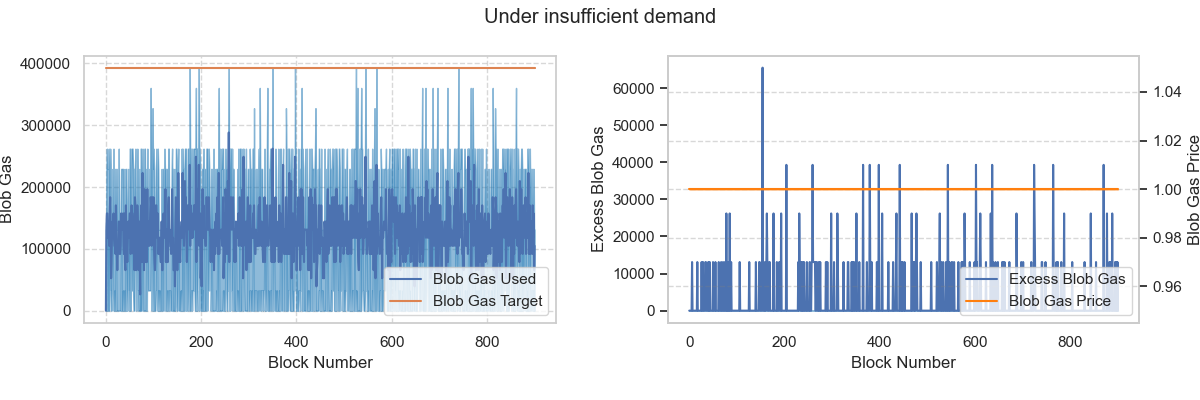 Under insufficient demand
Blob Gas
400000
300000
200000
100000
0
0
200
400
600
800
Block Number
Blob Gas Used
Blob Gas Target
Excess Blob Gas
60000
50000
40000
30000
20000
10000
0
0
200
400
600
800
Block Number
Excess Blob Gas
Blob Gas Price
1.04
1.02
1.00
0.98
0.96
Blob Gas Price